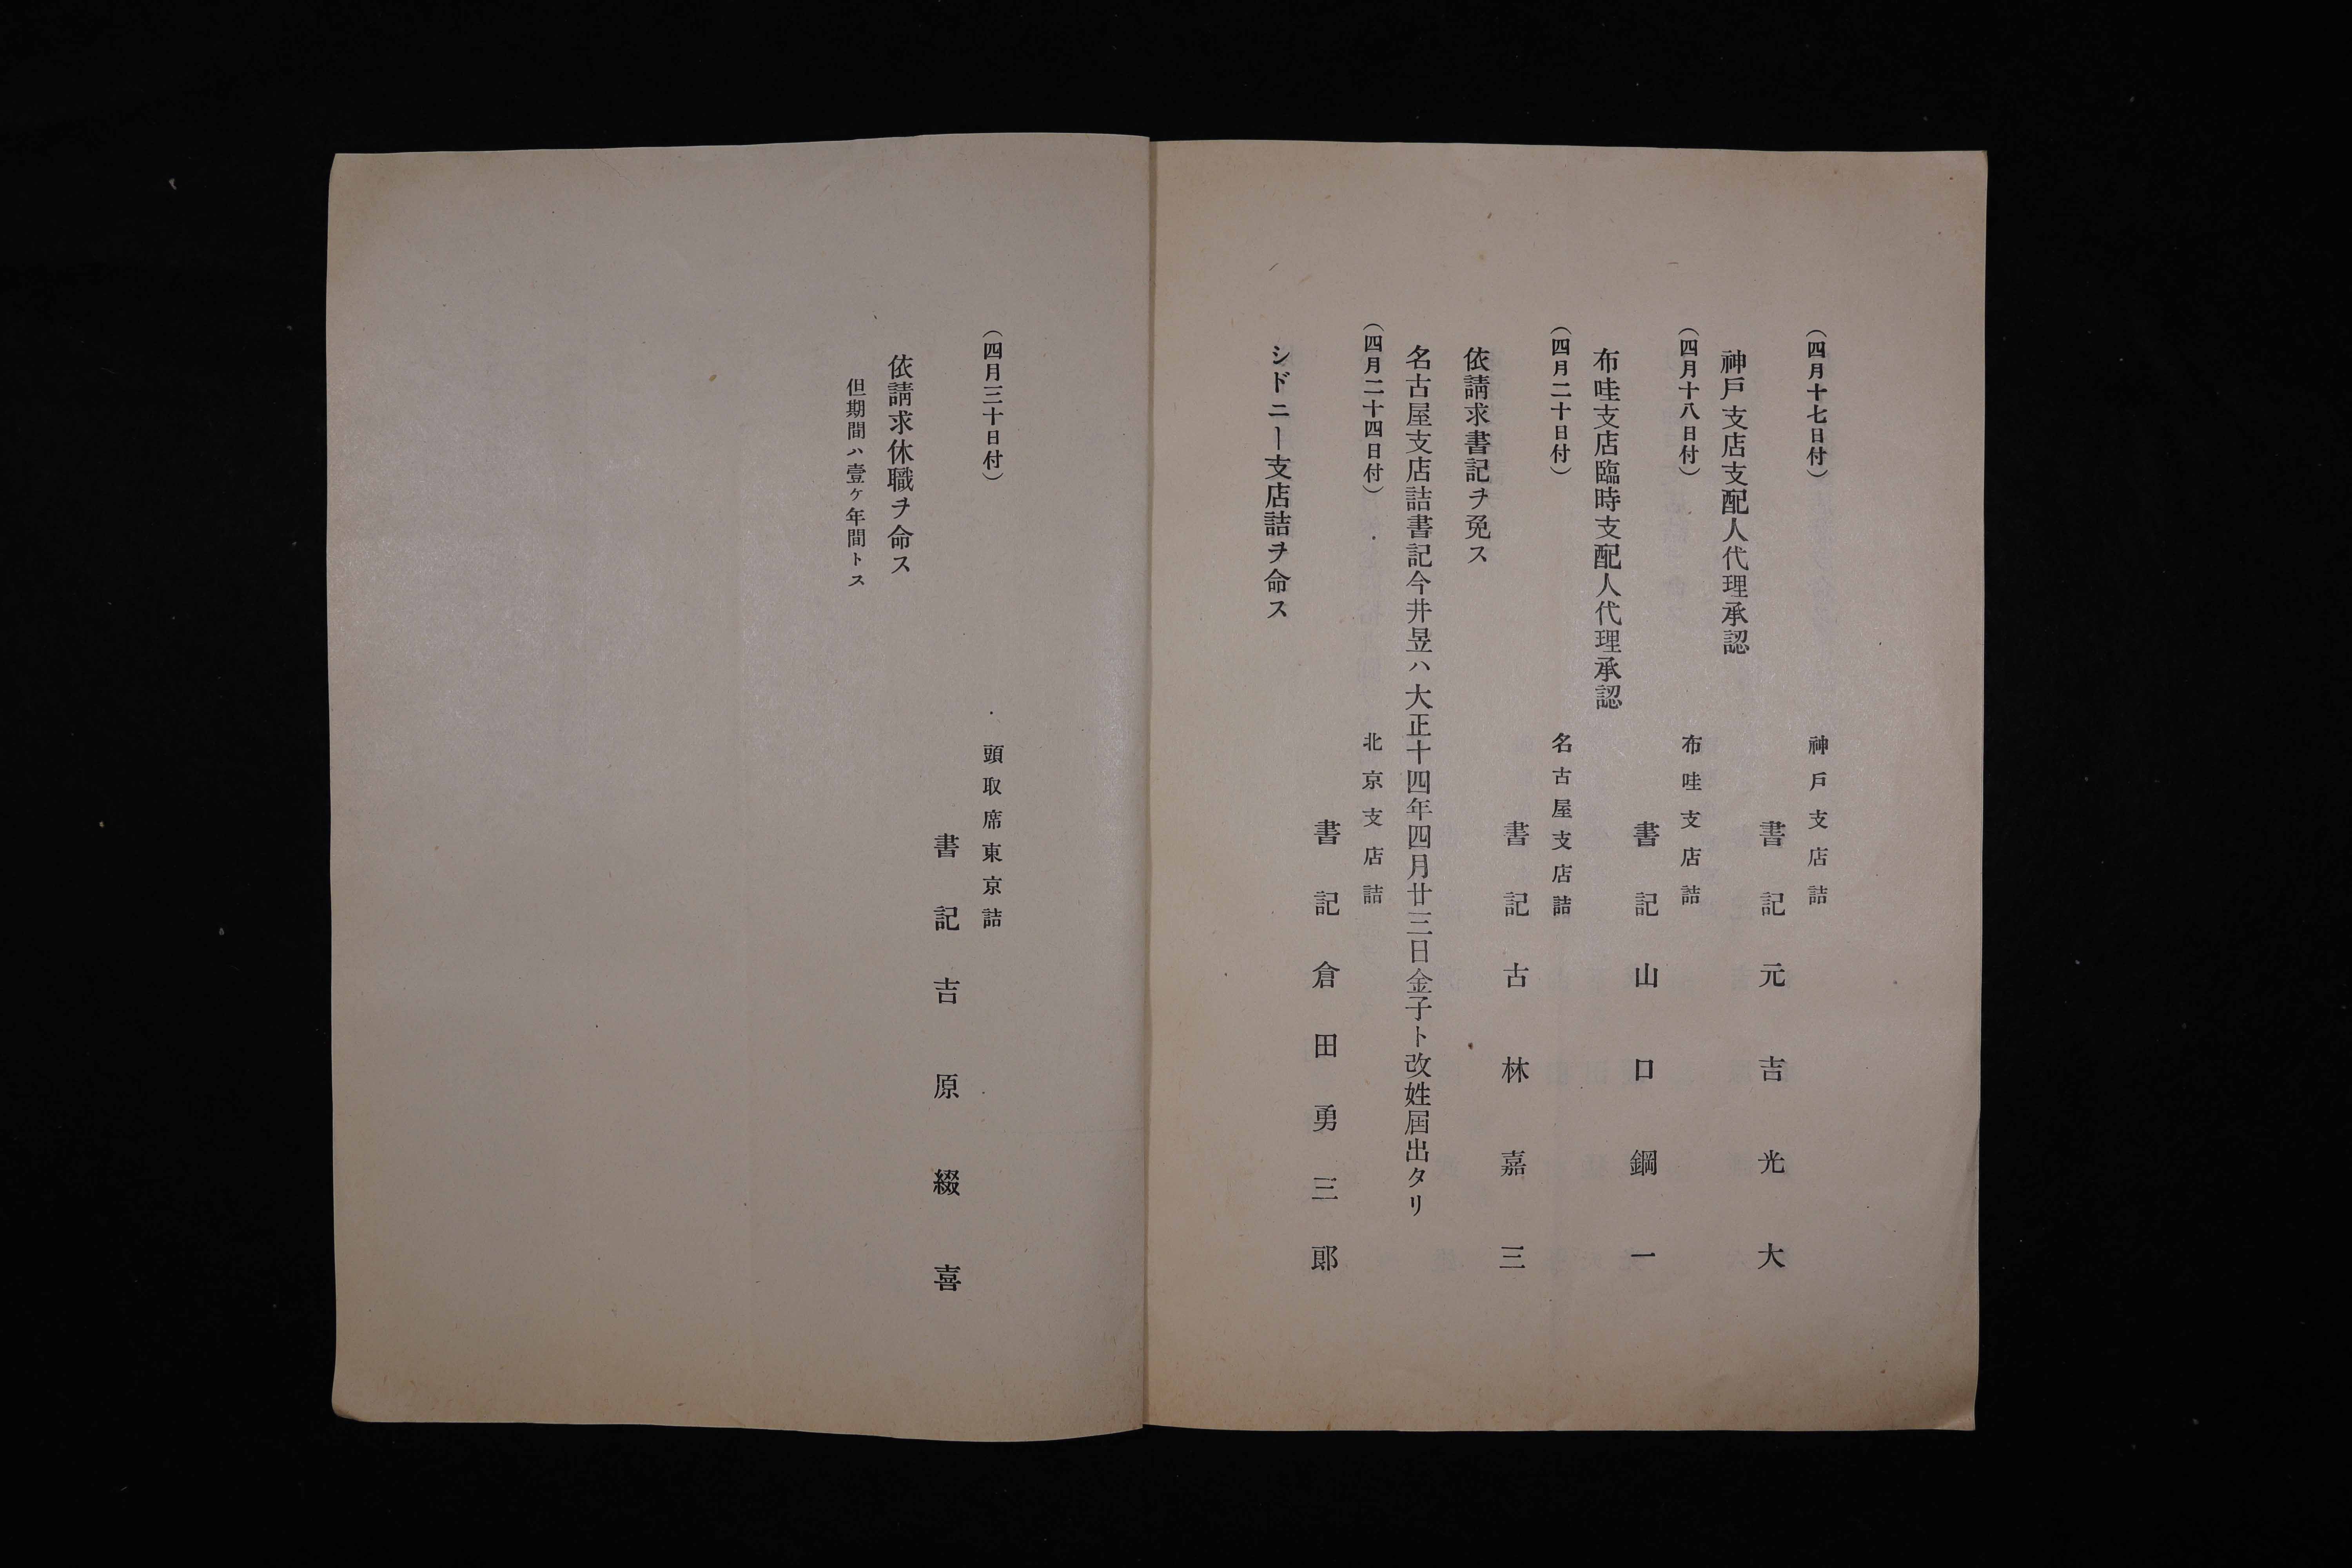 （四月十七日付）
神戸支店詰
書記元吉光大
神戸支店支配人代理承認
（四月十八日付）
布哇支店詰
書記山口鋼一
布哇支店臨時支配人代理承認
（四月二十日付）
名古屋支店詰
書記古林嘉三
依請求書記ヲ免ス
名古屋支店詰書記今井昱ハ大正十四年四月廿三日金子ト改姓屆出タリ
（四月二十四日付）
北京支店詰
書記倉田勇三郞
シドニー支店詰ヲ命ス
（四月三十日付）
頭取席東京詰
書記吉原綴喜
依請求休職ヲ命ス
但期間ハ壹ケ年間トス